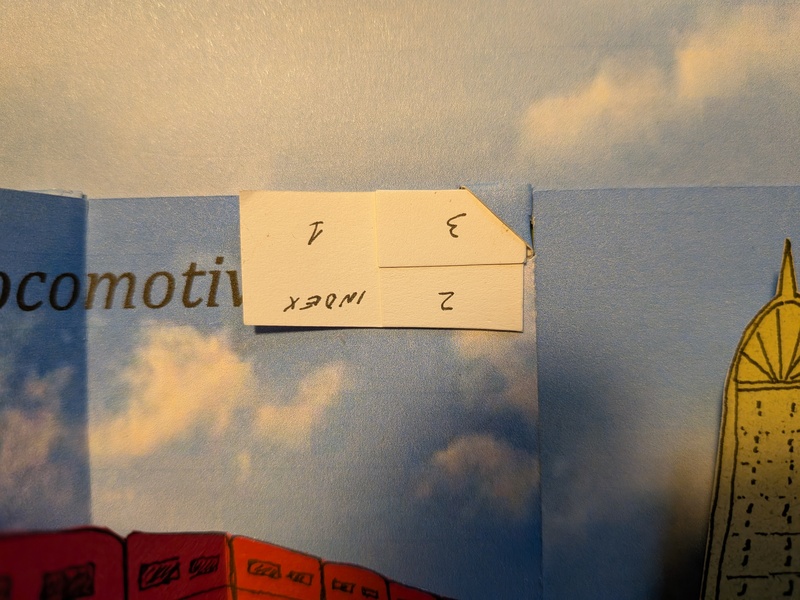 ocomotiv
2 INDEX
3 1